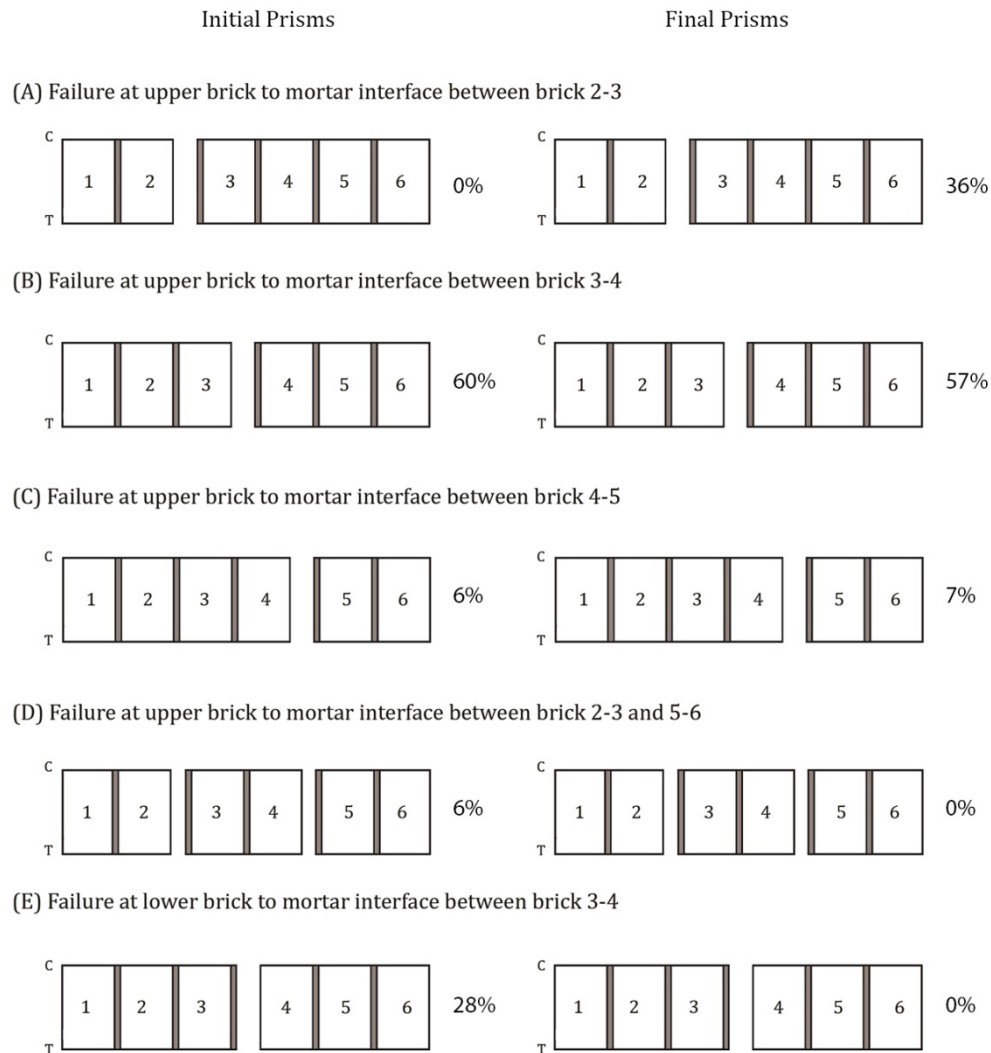 Initial Prisms Final Prisms
(A) Failure at upper brick to mortar interface between brick 2-3
C C
1 2 3 4 5 6 0% 1 2 3 4 5 6 36%
T T
(B) Failure at upper brick to mortar interface between brick 3-4
C C
1 2 3 4 5 6 60% 1 2 3 4 5 6 57%
T T
(C) Failure at upper brick to mortar interface between brick 4-5
C C
1 2 3 4 5 6 6% 1 2 3 4 5 6 7%
T T
(D) Failure at upper brick to mortar interface between brick 2-3 and 5-6
C C
1 2 3 4 5 6 6% 1 2 3 4 5 6 0%
T T
(E) Failure at lower brick to mortar interface between brick 3-4
C C
1 2 3 4 5 6 28% 1 2 3 4 5 6 0%
T T